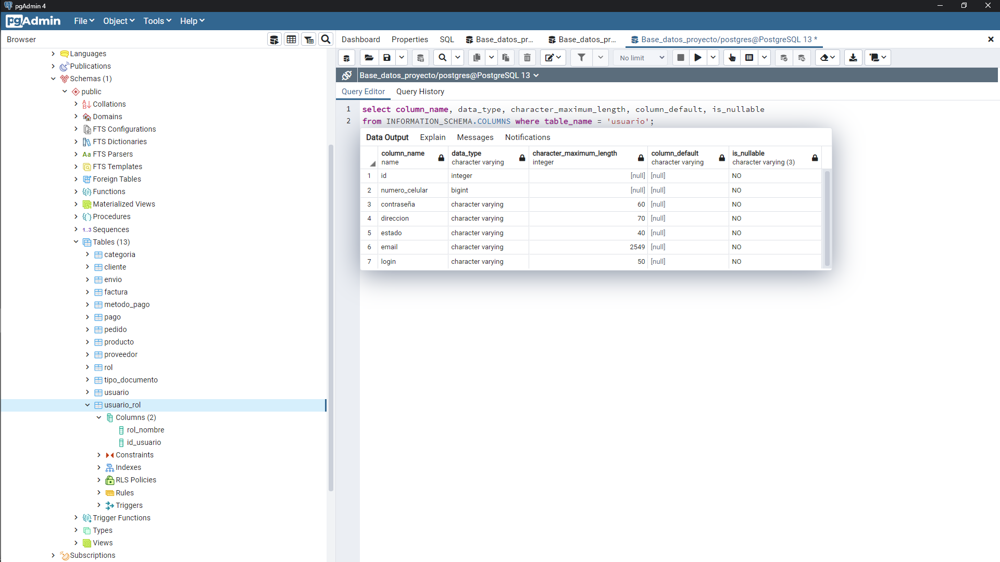 pgAdmin 4
pgAdmin File Object Tools Help
Browser
Dashboard Properties SQL Base_datos_pr... Base_datos_pr... Base_datos_proyecto/postgres@PostgreSQL 13 *
No limit
Base_datos_proyecto/postgres@PostgreSQL 13
Query Editor Query History
1 select column_name, data_type, character_maximum_length, column_default, is_nullable
2 from INFORMATION_SCHEMA.COLUMNS where table_name = 'usuario';
Data Output Explain Messages Notifications
column_name data_type character_maximum_length column_default is_nullable
name character varying integer character varying character varying (3)
1 id integer [null] [null] NO
2 numero_celular bigint [null] [null] NO
3 contraseña character varying 60 [null] NO
4 direccion character varying 70 [null] NO
5 estado character varying 40 [null] NO
6 email character varying 2549 [null] NO
7 login character varying 50 [null] NO
Languages
Publications
Schemas (1)
public
Collations
Domains
FTS Configurations
FTS Dictionaries
Aa FTS Parsers
FTS Templates
Foreign Tables
Functions
Materialized Views
Procedures
1..3 Sequences
Tables (13)
categoria
cliente
envio
factura
metodo_pago
pago
pedido
producto
proveedor
rol
tipo_documento
usuario
usuario_rol
Columns (2)
rol_nombre
id_usuario
Constraints
Indexes
RLS Policies
Rules
Triggers
Trigger Functions
Types
Views
Subscriptions